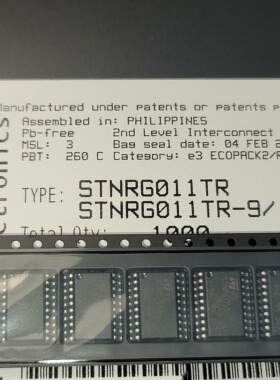 Manufactured under patents or patents p
Assembled in: PHILIPPINES
Pb-free 2nd Level Interconnect
MSL: 3 Bag seal date: 04 FEB 2
PBT: 260 C Category: e3 ECOPACK2/R
TYPE: STNRG011TR
STNRG011TR-9/
Total Qty: 1000
ctronics